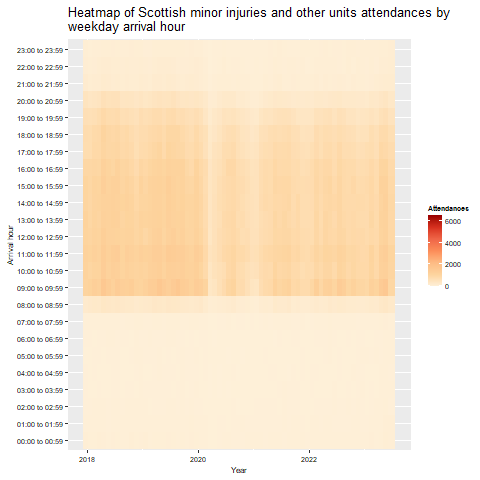 Heatmap of Scottish minor injuries and other units attendances by
weekday arrival hour
Arrival hour
23:00 to 23:59
22:00 to 22:59
21:00 to 21:59
20:00 to 20:59
19:00 to 19:59
18:00 to 18:59
17:00 to 17:59
16:00 to 16:59
15:00 to 15:59
14:00 to 14:59
13:00 to 13:59
12:00 to 12:59
11:00 to 11:59
10:00 to 10:59
09:00 to 09:59
08:00 to 08:59
07:00 to 07:59
06:00 to 06:59
05:00 to 05:59
04:00 to 04:59
03:00 to 03:59
02:00 to 02:59
01:00 to 01:59
00:00 to 00:59
2018
2020
2022
Year
Attendances
6000
4000
2000
0